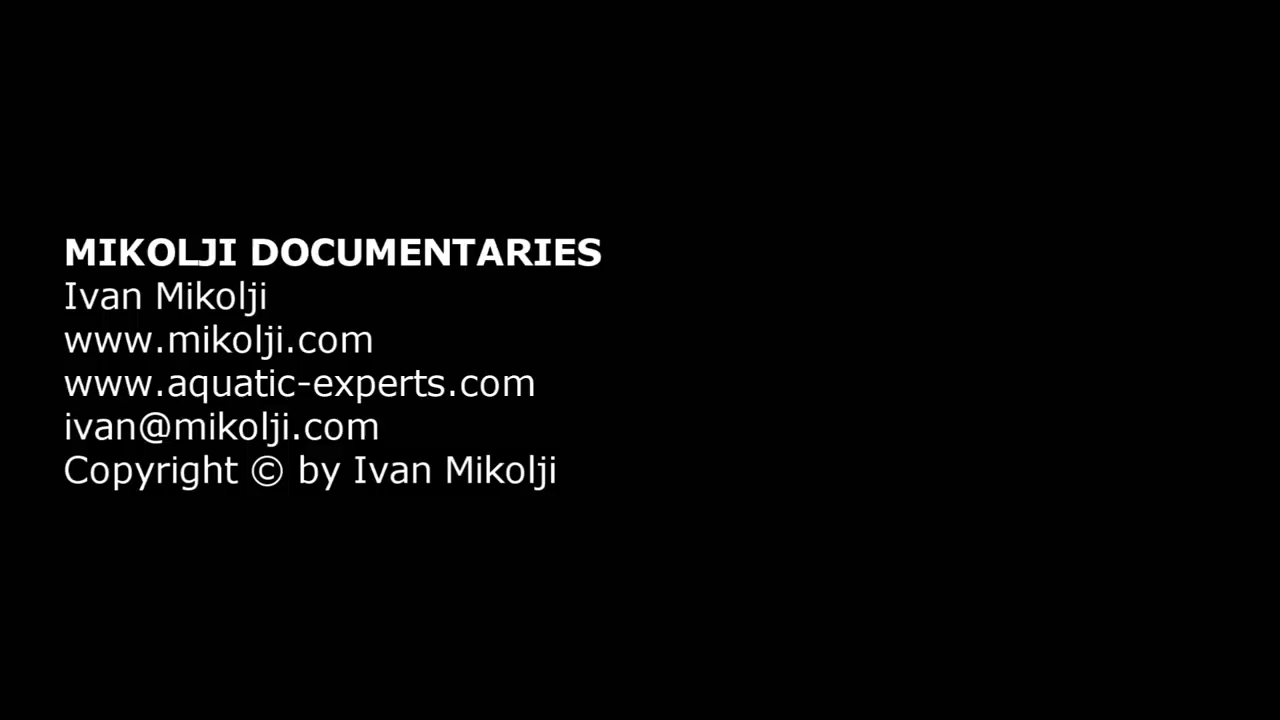 MIKOLJI DOCUMENTARIES
Ivan Mikolji
www.mikolji.com
www.aquatic-experts.com
ivan@mikolji.com
Copyright © by Ivan Mikolji